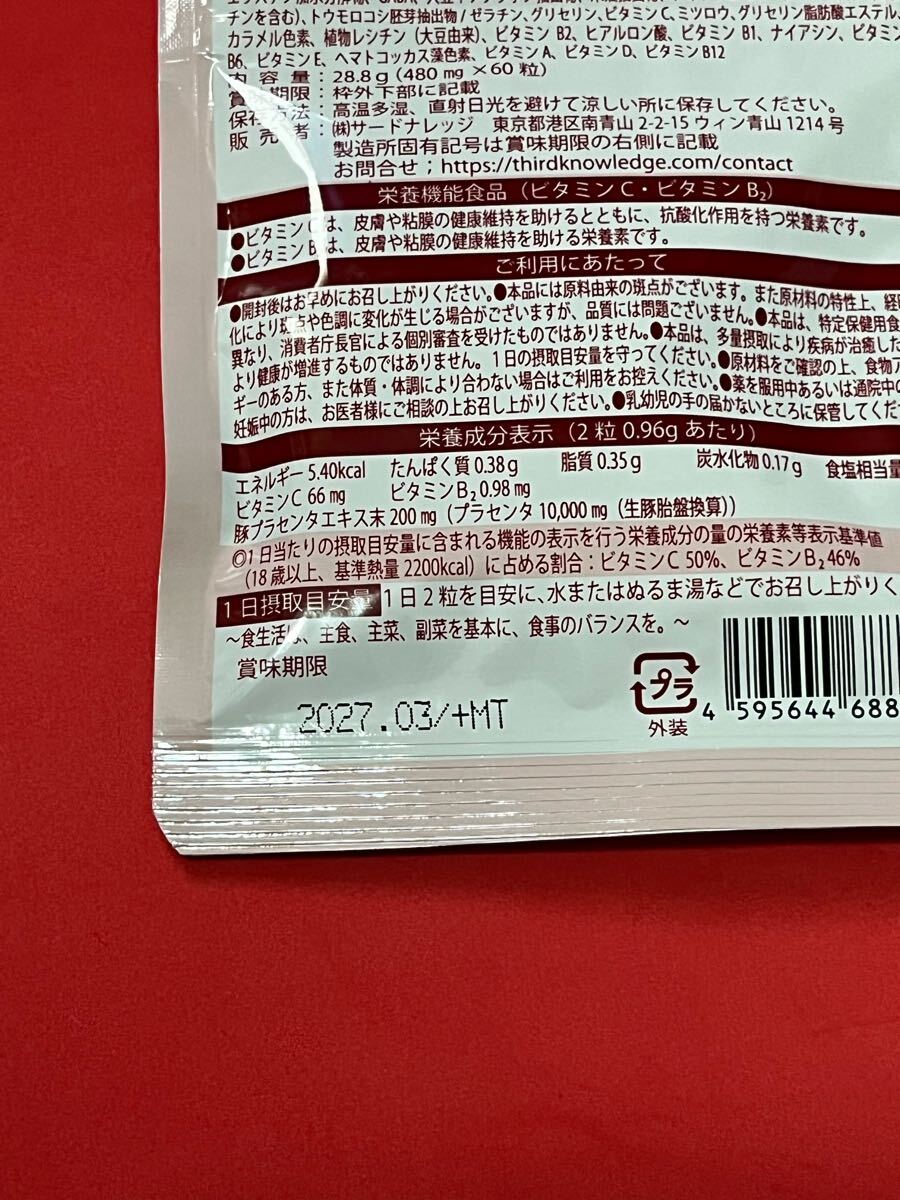 チンを含む)、トウモロコシ胚芽抽出物/ゼラチン、グリセリン、ビタミンC、ミツロウ、グリセリン脂肪酸エステル、
カラメル色素、植物レシチン(大豆由来)、ビタミン B2、ヒアルロン酸、ビタミン B1、ナイアシン、ビタミン
B6、ビタミンE、ヘマトコッカス藻色素、ビタミン A、ビタミン D、ビタミン B12
内容量:28.8g(480㎎×60粒)
賞味期限:枠外下部に記載
保存方法:高温多湿、直射日光を避けて涼しい所に保存してください。
販売者:㈱サードナレッジ 東京都港区南青山 2-2-15 ウィン青山 1214 号
製造所固有記号は賞味期限の右側に記載
お問合せ;https://thirdknowledge.com/contact
栄養機能食品(ビタミンC・ビタミンB₂)
●ビタミンCは、皮膚や粘膜の健康維持を助けるとともに、抗酸化作用を持つ栄養素です。
●ビタミンB₂は、皮膚や粘膜の健康維持を助ける栄養素です。
ご利用にあたって
●開封後はお早めにお召し上がりください。●本品には原料由来の斑点がございます。また原材料の特性上、経
化により斑点や色調に変化が生じる場合がございますが、品質には問題ございません。●本品は、特定保健用食
異なり、消費者庁長官による個別審査を受けたものではありません。●本品は、多量摂取により疾病が治癒した
より健康が増進するものではありません。1日の摂取目安量を守ってください。●原材料をご確認の上、食物ア
ギーのある方、また体質・体調により合わない場合はご利用をお控えください。●薬を服用中あるいは通院中の
妊娠中の方は、お医者様にご相談の上お召し上がりください。●乳幼児の手の届かないところに保管してくだ
栄養成分表示(2粒 0.96gあたり)
エネルギー 5.40kcal たんぱく質 0.38g 脂質 0.35g 炭水化物 0.17g 食塩相当量
ビタミンC 66㎎ ビタミンB₂ 0.98㎎
豚プラセンタエキス末 200㎎(プラセンタ 10,000㎎(生豚胎盤換算))
◎1日当たりの摂取目安量に含まれる機能の表示を行う栄養成分の量の栄養素等表示基準値
(18歳以上、基準熱量 2200kcal)に占める割合:ビタミンC 50%、ビタミンB₂ 46%
1日摂取目安量 1日2粒を目安に、水またはぬるま湯などでお召し上がりく
~食生活は、主食、主菜、副菜を基本に、食事のバランスを。~
賞味期限
2027.03/+MT
プラ
外装
4 595644 688